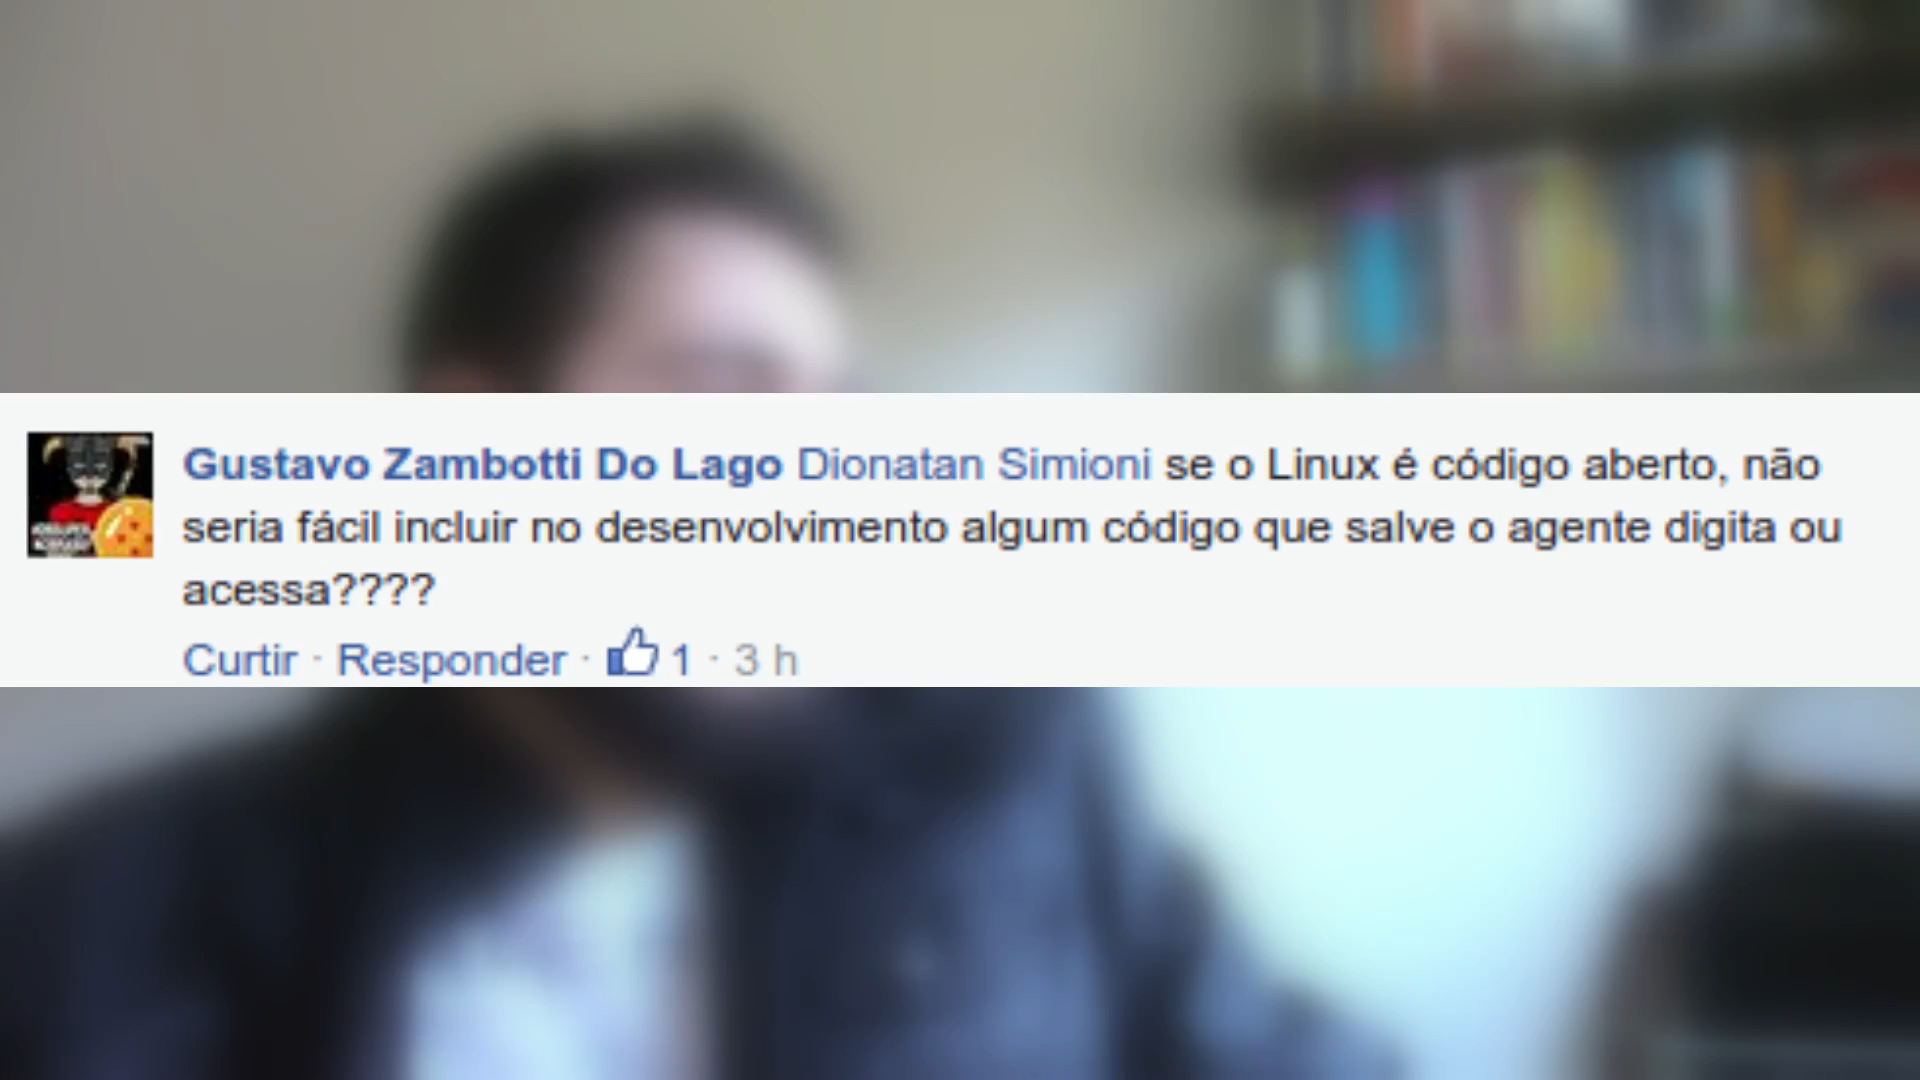 Gustavo Zambotti Do Lago Dionatan Simioni se o Linux é código aberto, não
seria fácil incluir no desenvolvimento algum código que salve o agente digita ou
acessa????
Curtir · Responder · 1 · 3 h